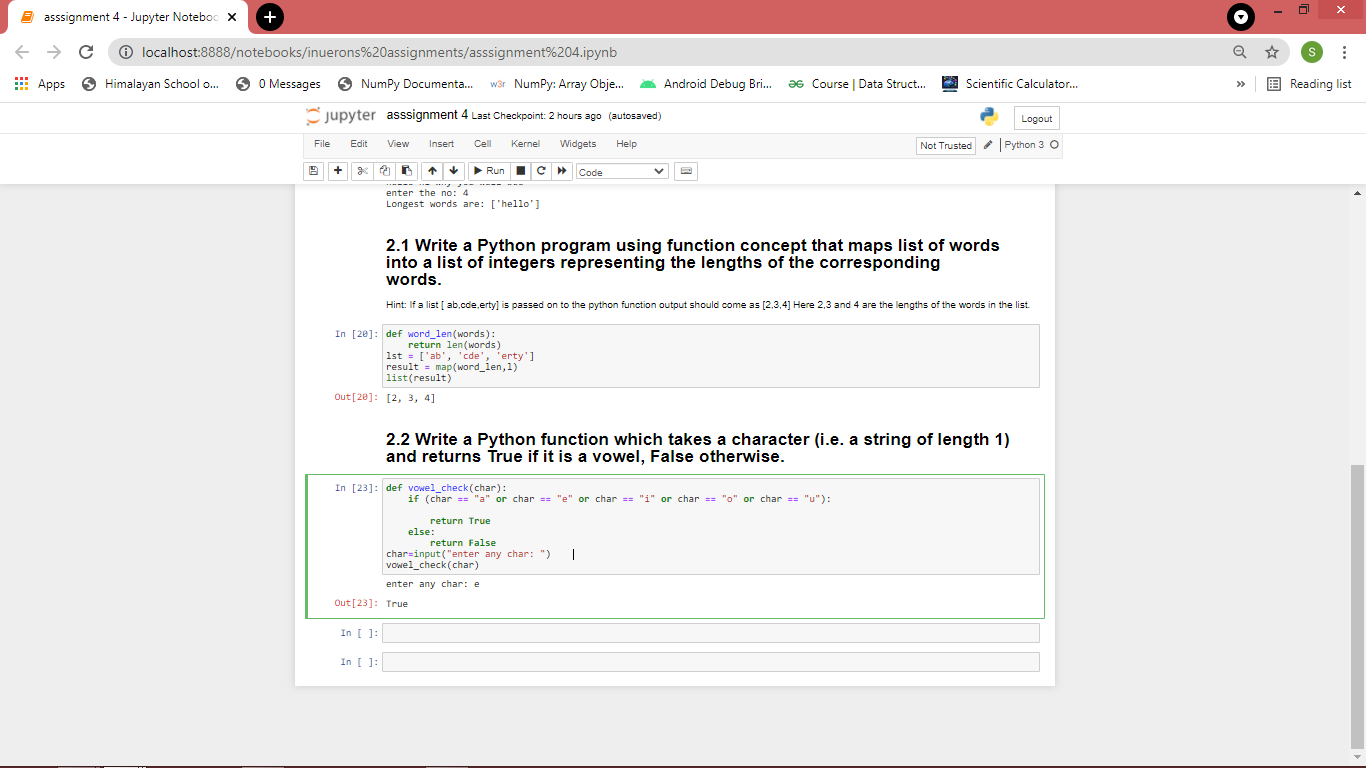 asssignment 4 - Jupyter Noteboo
localhost:8888/notebooks/inuerons%20assignments/asssignment%204.ipynb
S
Apps
Himalayan School o...
0 Messages
NumPy Documenta...
w3r NumPy: Array Obje...
Android Debug Bri...
Course | Data Struct...
Scientific Calculator...
»
Reading list
jupyter asssignment 4 Last Checkpoint: 2 hours ago (autosaved)
Logout
File Edit View Insert Cell Kernel Widgets Help
Not Trusted
Python 3
Run
Code
enter the no: 4
Longest words are: ['hello']
2.1 Write a Python program using function concept that maps list of words
into a list of integers representing the lengths of the corresponding
words.
Hint: If a list [ ab,cde,erty] is passed on to the python function output should come as [2,3,4] Here 2,3 and 4 are the lengths of the words in the list.
In [20]: def word_len(words):
return len(words)
lst = ['ab', 'cde', 'erty']
result = map(word_len,l)
list(result)
Out[20]: [2, 3, 4]
2.2 Write a Python function which takes a character (i.e. a string of length 1)
and returns True if it is a vowel, False otherwise.
In [23]: def vowel_check(char):
if (char == "a" or char == "e" or char == "i" or char == "o" or char == "u"):
return True
else:
return False
char=input("enter any char: ")
vowel_check(char)
enter any char: e
Out[23]: True
In [ ]:
In [ ]: